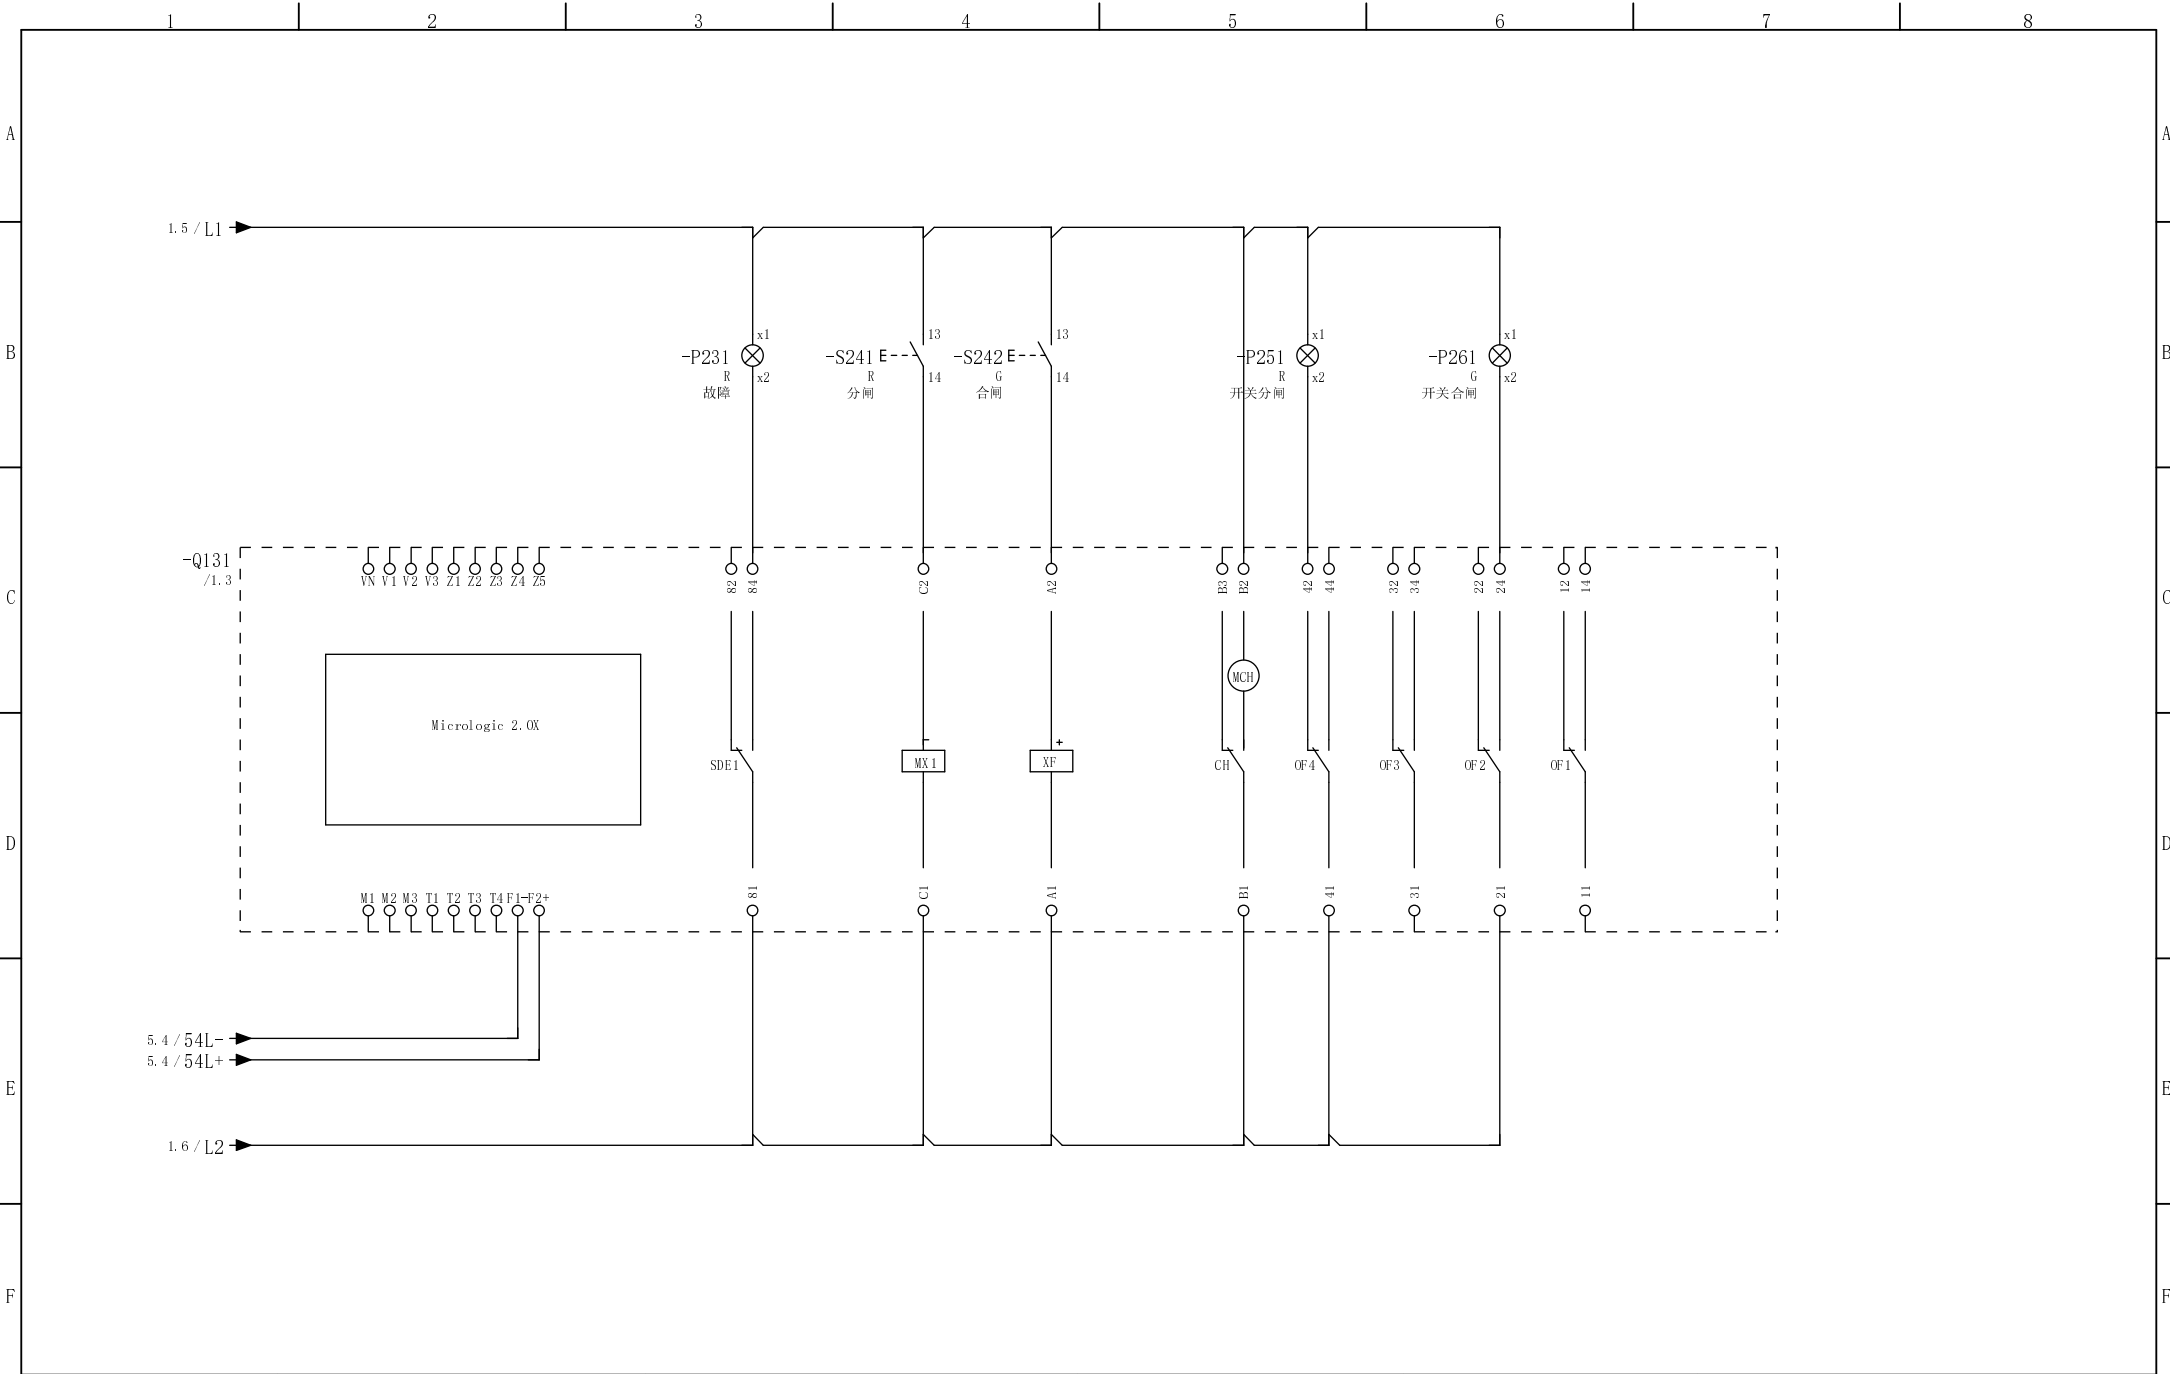 1 2 3 4 5 6 7 8
A A
1.5/L1
x1 13 13 x1 x1
B -P231 -S241 -S242 -P251 -P261 B
R x2 R 14 G 14 R x2 G x2
故障 分闸 合闸 开关分闸 开关合闸
-Q131
/1.3
VN V1 V2 V3 Z1 Z2 Z3 Z4 Z5 82 84 C2 A2 B3 B2 42 44 32 34 22 24 12 14
C C
MCH
Micrologic 2.0X
- +
SDE1 MX1 XF CH OF4 OF3 OF2 OF1
D D
M1 M2 M3 T1 T2 T3 T4 F1- F2+ 81 C1 A1 B1 41 31 21 11
5.4/54L-
5.4/54L+
E E
1.6/L2
F F